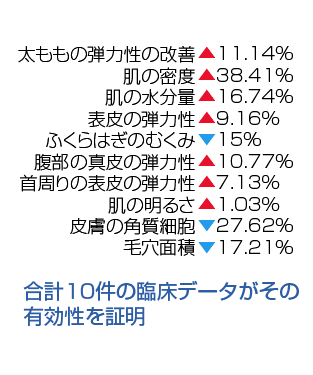 太ももの弾力性の改善▲11.14%
肌の密度▲38.41%
肌の水分量▲16.74%
表皮の弾力性▲9.16%
ふくらはぎのむくみ▼15%
腹部の真皮の弾力性▲10.77%
首周りの表皮の弾力性▲7.13%
肌の明るさ▲1.03%
皮膚の角質細胞▼27.62%
毛穴面積▼17.21%
合計10件の臨床データがその
有効性を証明